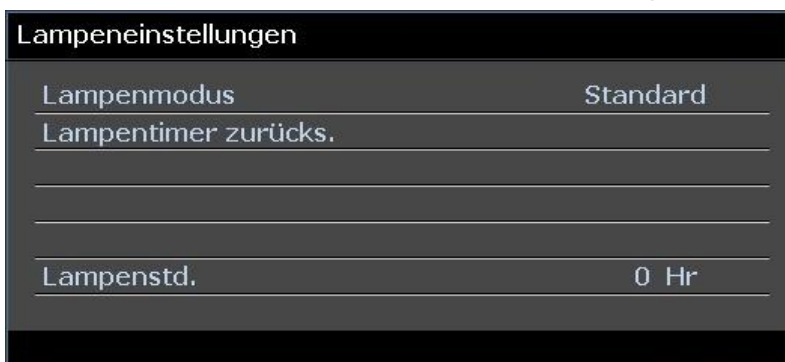 Lampeneinstellungen
Lampenmodus Standard
Lampentimer zurücks.
Lampenstd. 0 Hr